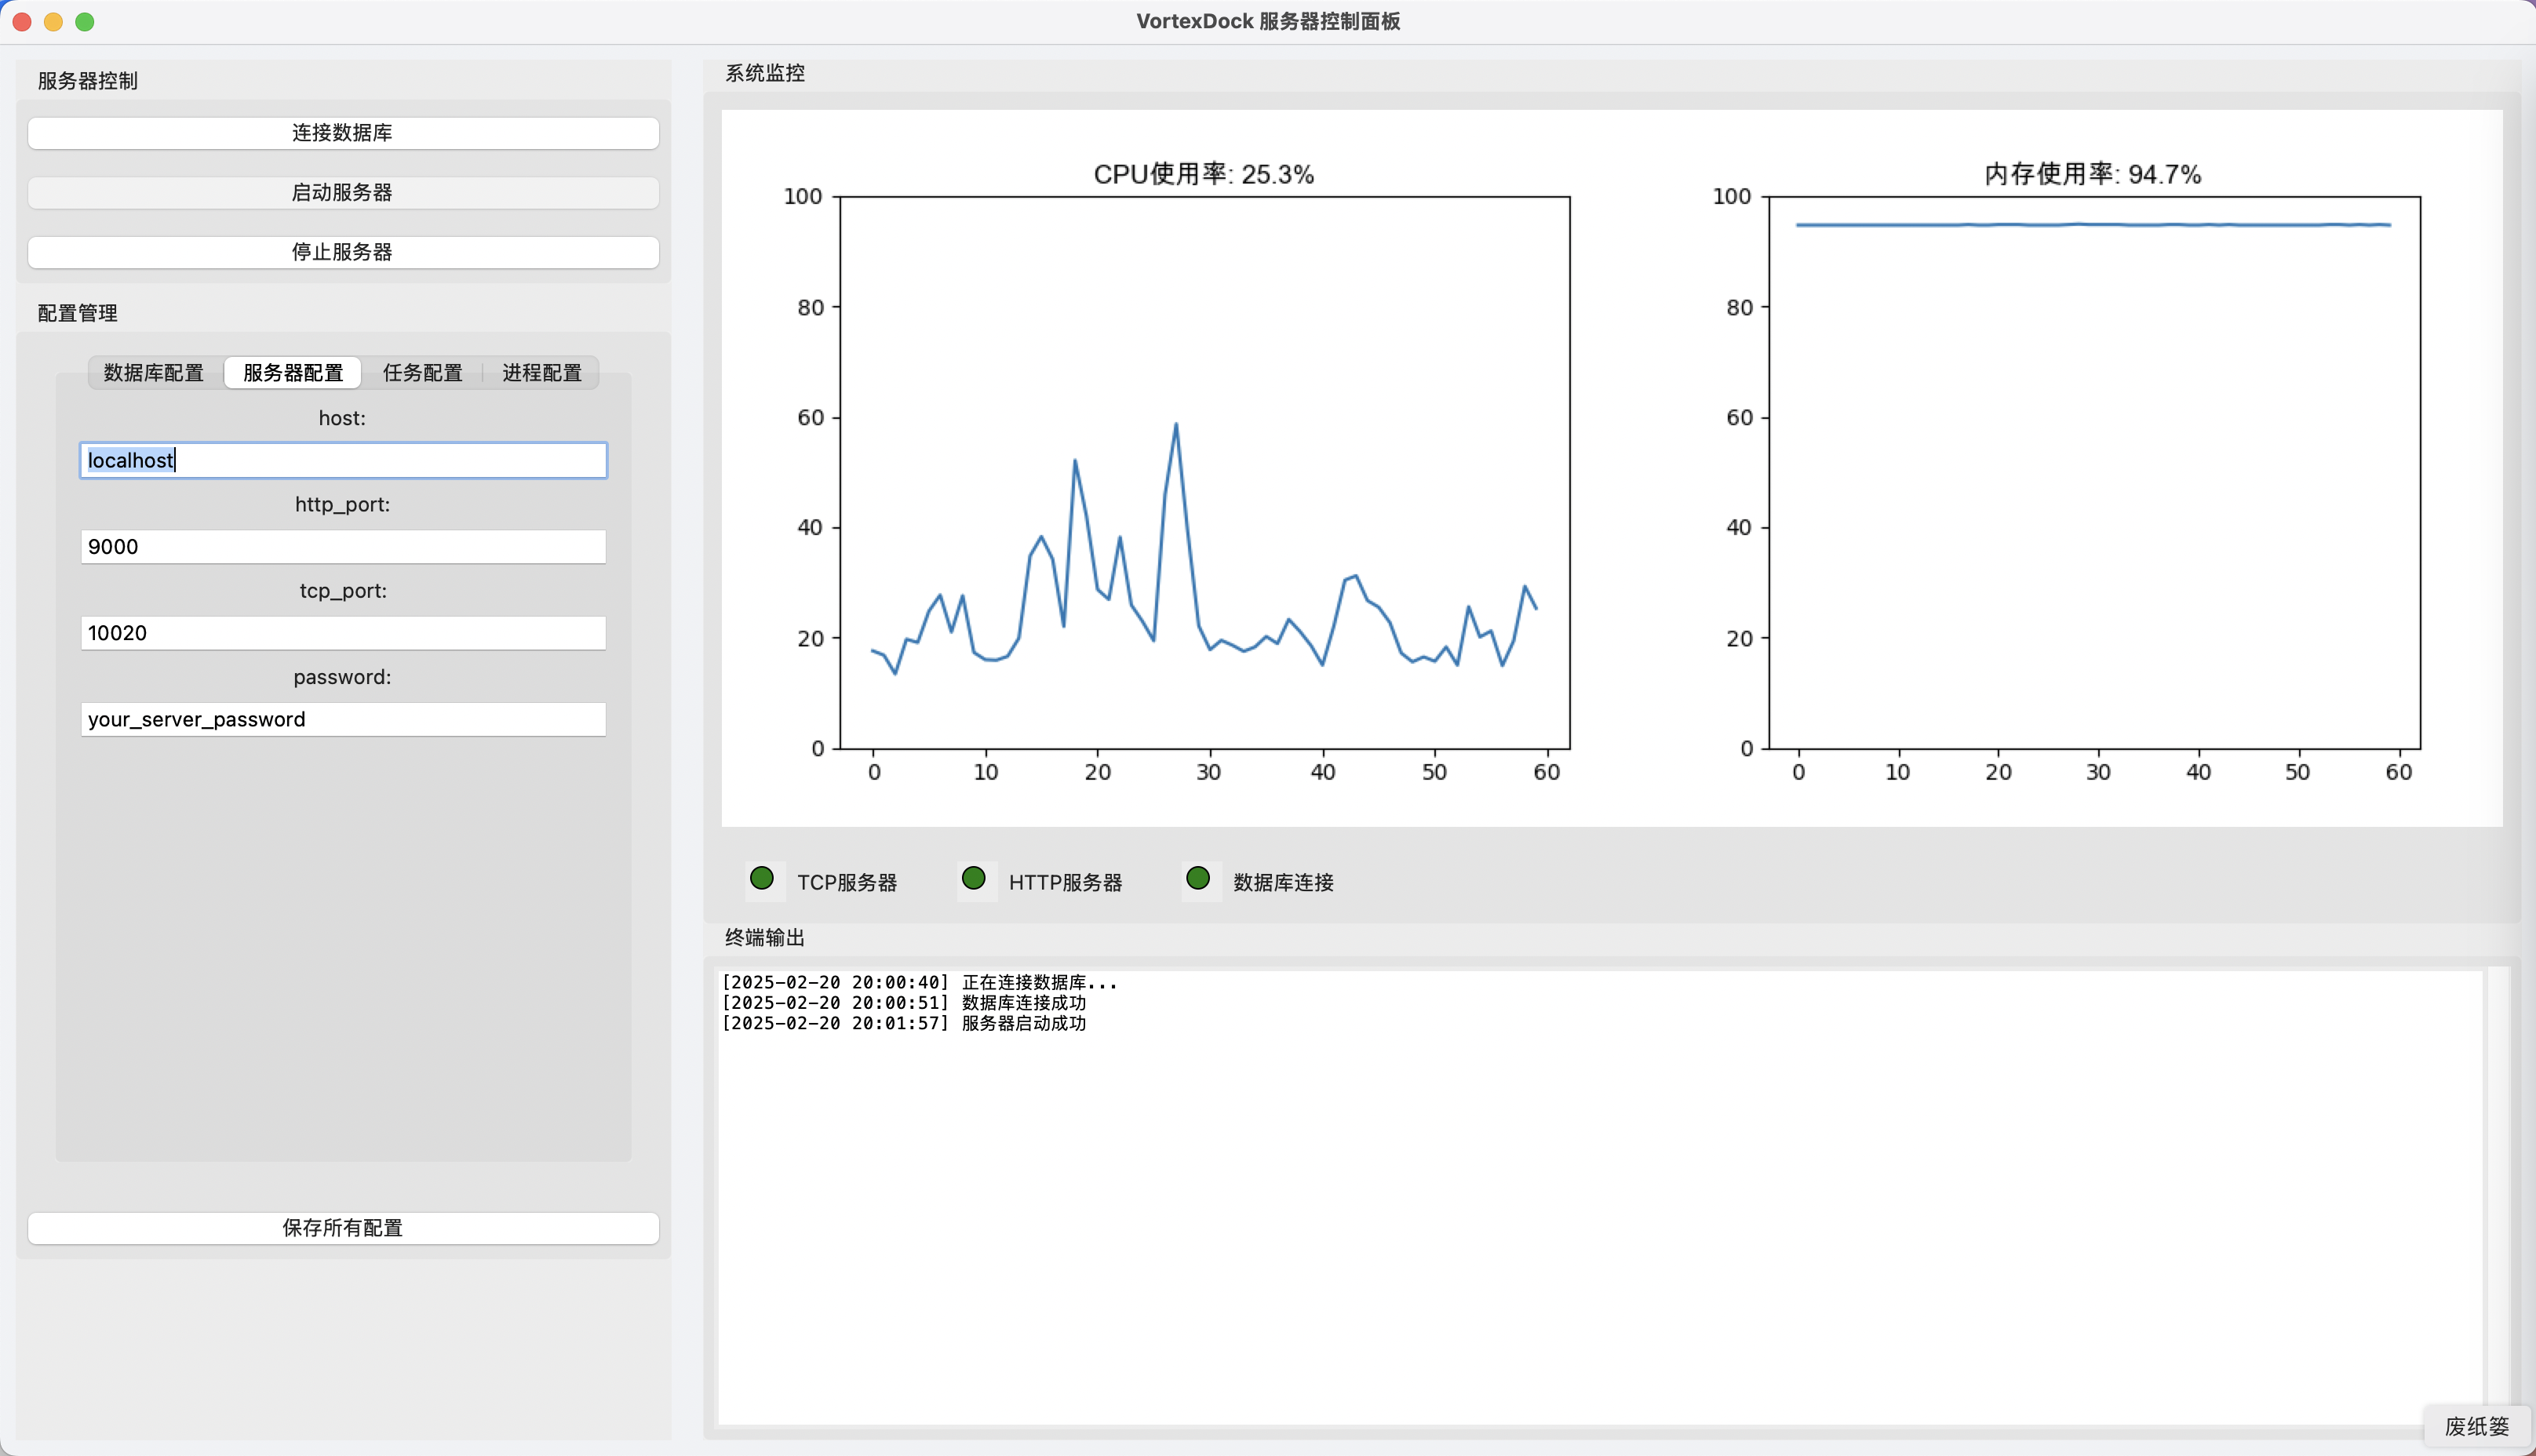 VortexDock 服务器控制面板
服务器控制
连接数据库
启动服务器
停止服务器
配置管理
数据库配置 服务器配置 任务配置 进程配置
host:
localhost
http_port:
9000
tcp_port:
10020
password:
your_server_password
保存所有配置
系统监控
CPU使用率: 25.3%
100
80
60
40
20
0
0 10 20 30 40 50 60
内存使用率: 94.7%
100
80
60
40
20
0
0 10 20 30 40 50 60
TCP服务器 HTTP服务器 数据库连接
终端输出
[2025-02-20 20:00:40] 正在连接数据库...
[2025-02-20 20:00:51] 数据库连接成功
[2025-02-20 20:01:57] 服务器启动成功
废纸篓